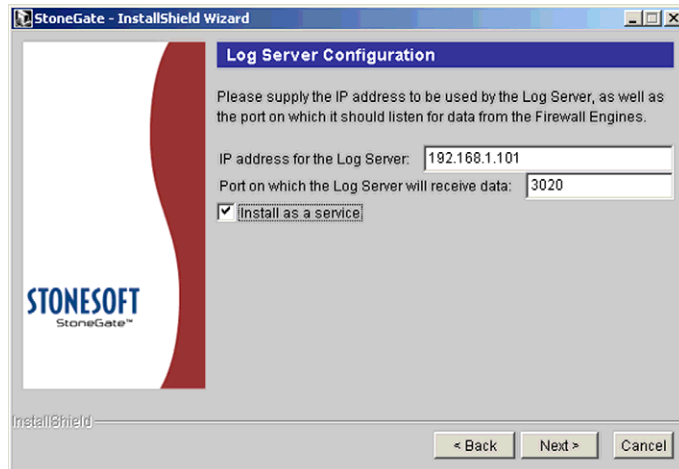 StoneGate - InstallShield Wizard
Log Server Configuration
Please supply the IP address to be used by the Log Server, as well as
the port on which it should listen for data from the Firewall Engines.
IP address for the Log Server: 192.168.1.101
Port on which the Log Server will receive data: 3020
Install as a service
STONESOFT
StoneGate™
InstallShield
< Back Next > Cancel